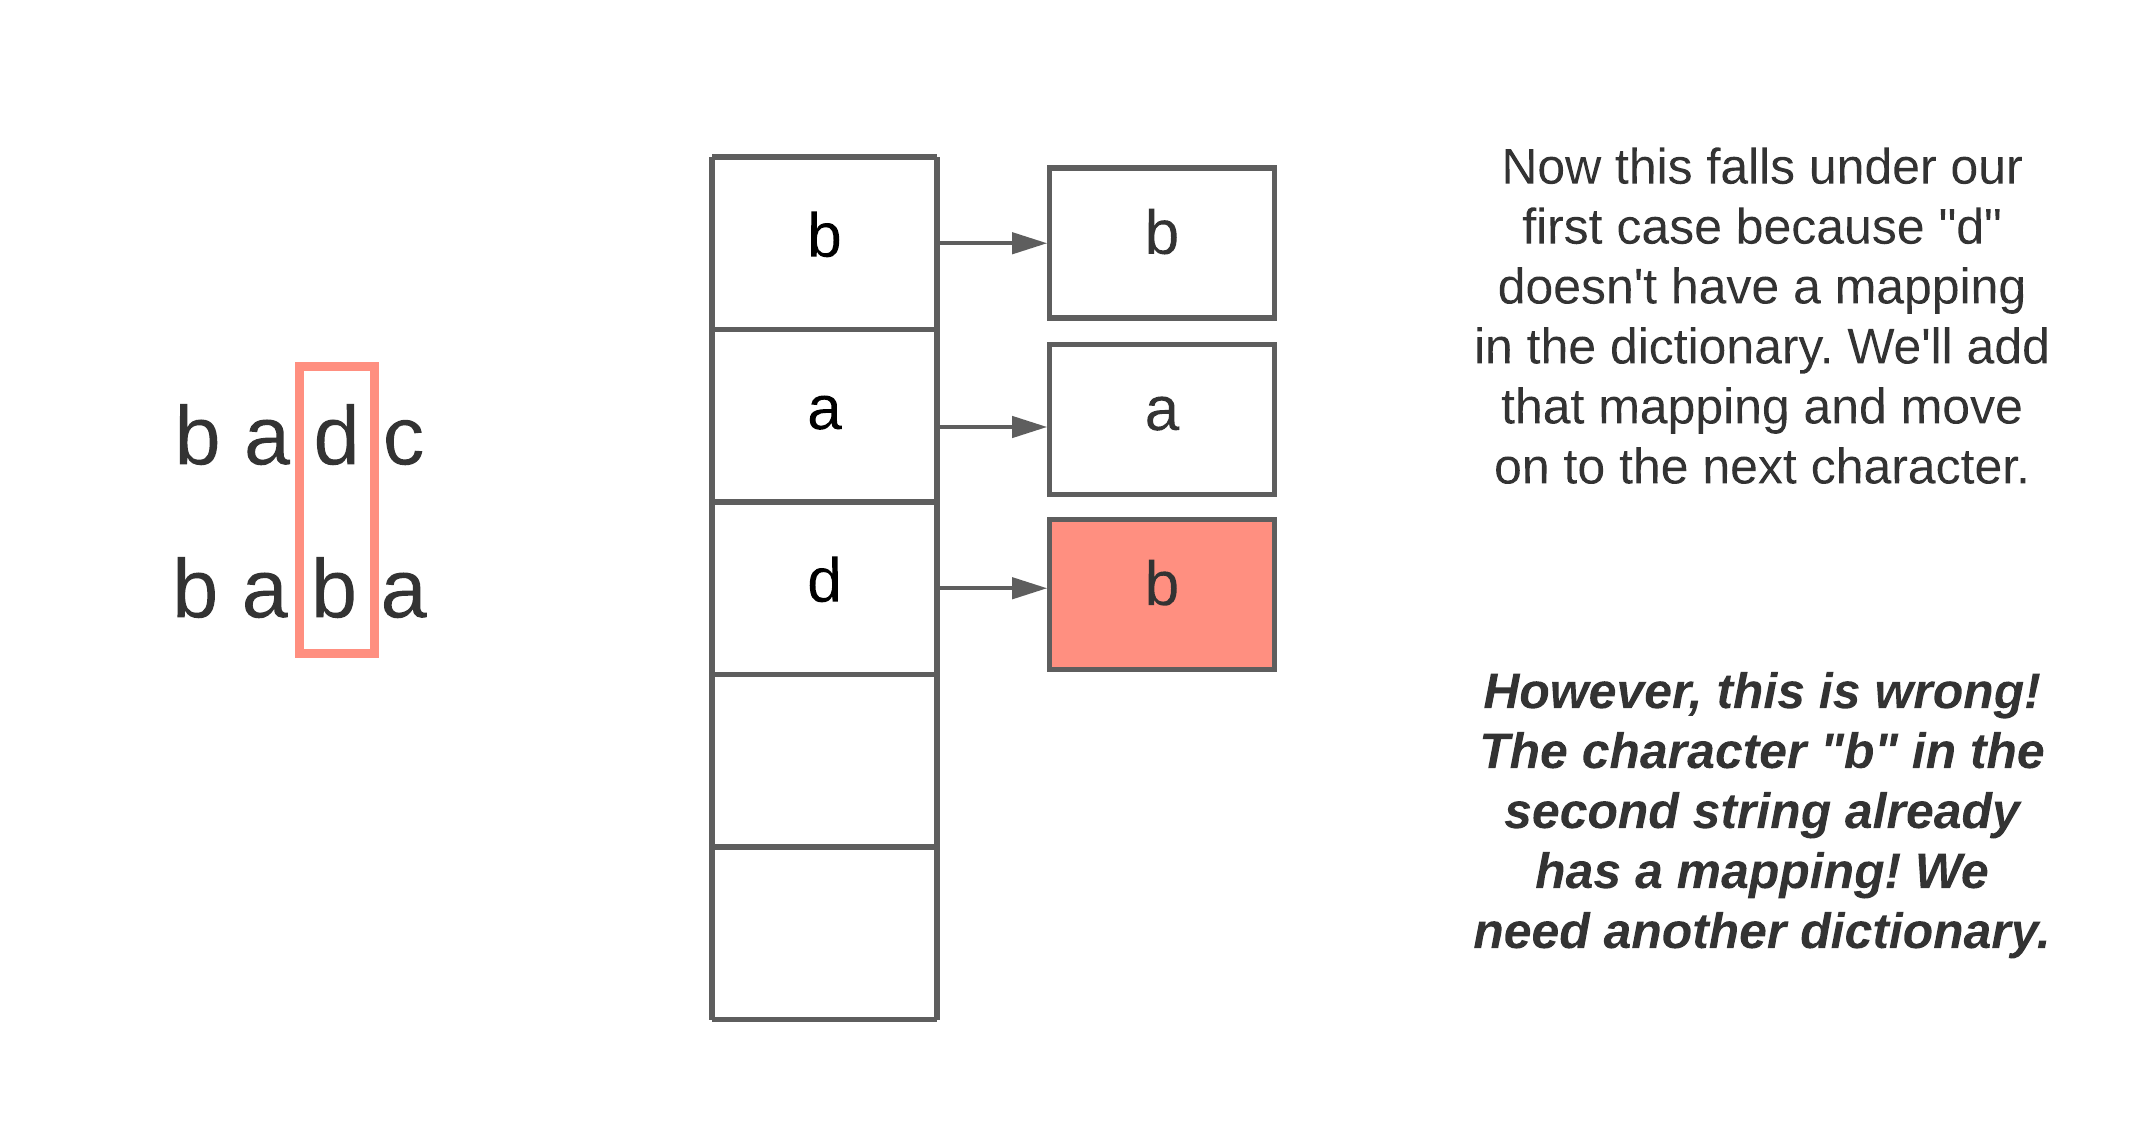 b a d c
b a b a
b b
a a
d b
Now this falls under our
first case because "d"
doesn't have a mapping
in the dictionary. We'll add
that mapping and move
on to the next character.
However, this is wrong!
The character "b" in the
second string already
has a mapping! We
need another dictionary.